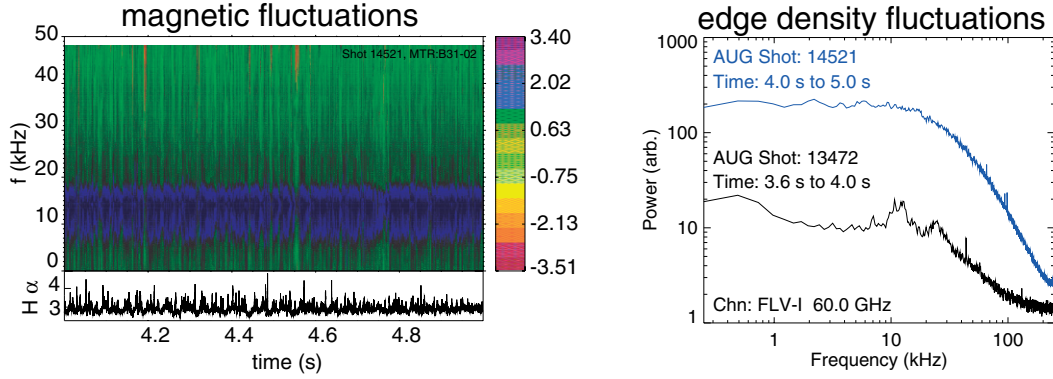 magnetic fluctuations
50
40
30
20
10
0
f (kHz)
Shot 14521, MTR:B31-02
3.40
2.02
0.63
-0.75
-2.13
-3.51
4
3
H α
4.2 4.4 4.6 4.8
time (s)
edge density fluctuations
1000
100
10
1
Power (arb.)
AUG Shot: 14521
Time: 4.0 s to 5.0 s
AUG Shot: 13472
Time: 3.6 s to 4.0 s
Chn: FLV-I 60.0 GHz
1 10 100
Frequency (kHz)